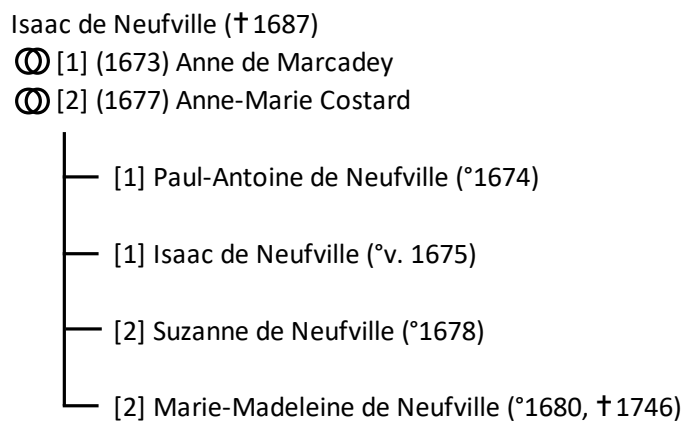 Isaac de Neufville (✝1687)
⚭ [1] (1673) Anne de Marcadey
⚭ [2] (1677) Anne-Marie Costard
[1] Paul-Antoine de Neufville (°1674)
[1] Isaac de Neufville (°v. 1675)
[2] Suzanne de Neufville (°1678)
[2] Marie-Madeleine de Neufville (°1680, ✝1746)